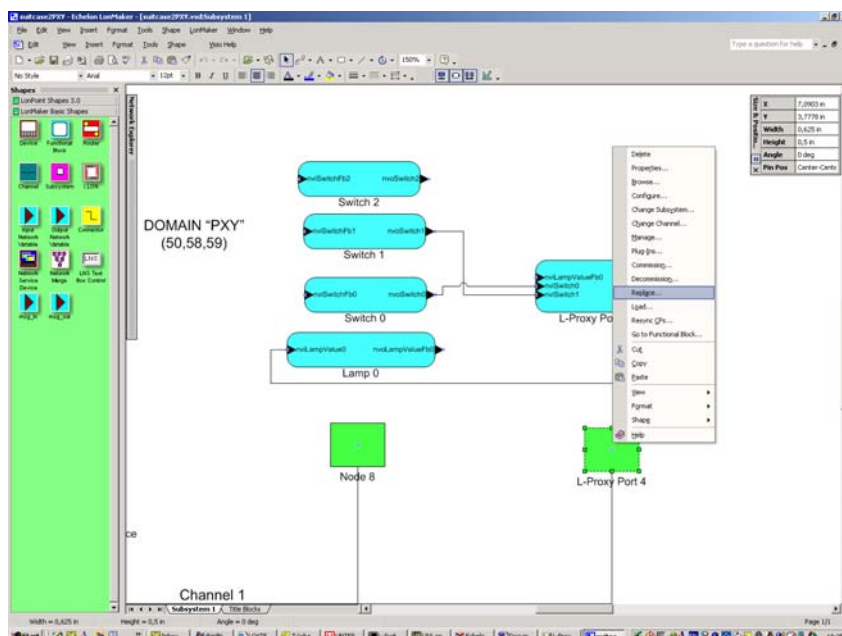 suitcase2PXY - Echelon LonMaker - [suitcase2PXY.vsd:Subsystem 1]
File Edit View Insert Format Tools Shape LonMaker Window Help
Edit View Insert Format Tools Shape Visio Help
Type a question for help
150%
No Style Arial 12pt B I U
Shapes
LonPoint Shapes 3.0
LonMaker Basic Shapes
Device Functional Block Router
Channel Subsystem
Input Network Variable Output Network Variable Connector
Network Service Device Network Merge LNS Text Box Control
msg_in msg_out
Network Explorer
Size & Positio...
X 7,0903 in
Y 3,7778 in
Width 0,625 in
Height 0,5 in
Angle 0 deg
Pin Pos Center-Cente
DOMAIN "PXY"
(50,58,59)
nviSwitchFb2 nvoSwitch2
Switch 2
nviSwitchFb1 nvoSwitch1
Switch 1
nviSwitchFb0 nvoSwitch0
Switch 0
nviLampValue0 nvoLampValueFb0
Lamp 0
nviLampValueFb0
nviSwitch0
nviSwitch1
L-Proxy Po
Delete
Properties...
Browse...
Configure...
Change Subsystem...
Change Channel...
Manage...
Plug-Ins...
Commission...
Decommission...
Replace...
Load...
Resync CPs...
Go to Functional Block...
Cut
Copy
Paste
View
Format
Shape
Help
Node 8
L-Proxy Port 4
ce
Channel 1
Subsystem 1 Title Blocks
Width = 0,625 in Height = 0,5 in Angle = 0 deg Page 1/1